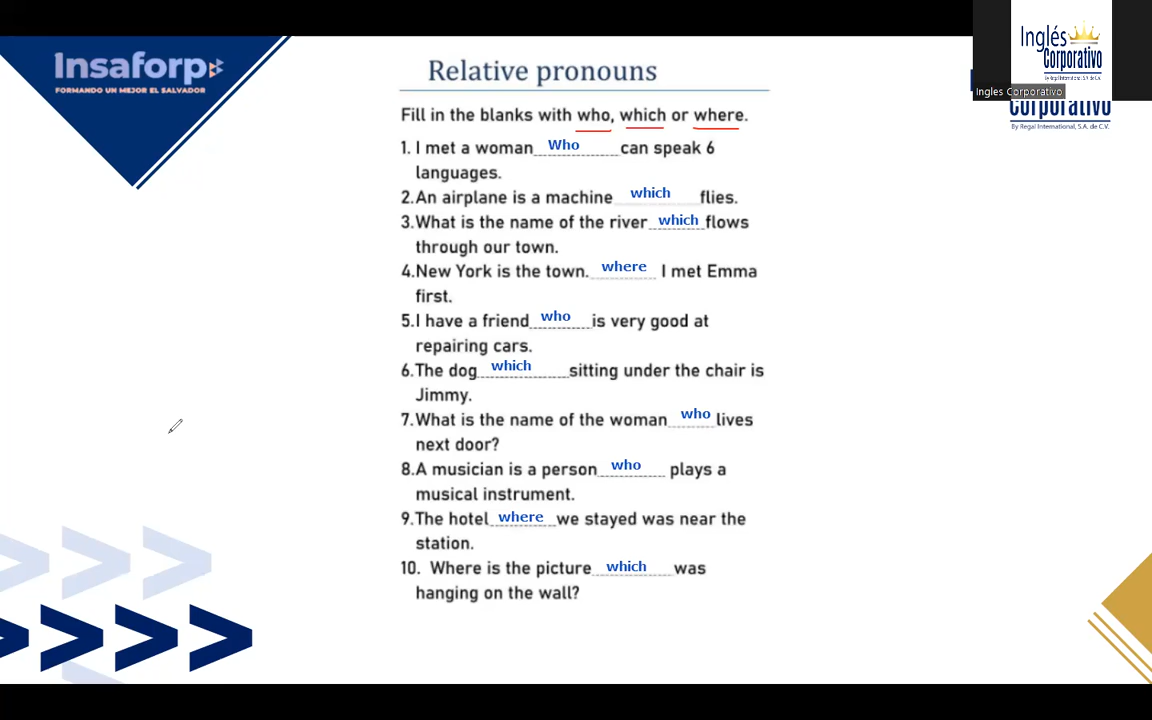 Insaforp
FORMANDO UN MEJOR EL SALVADOR
Relative pronouns
Fill in the blanks with who, which or where.
1. I met a woman Who can speak 6
languages.
2.An airplane is a machine which flies.
3.What is the name of the river which flows
through our town.
4.New York is the town. where I met Emma
first.
5.I have a friend who is very good at
repairing cars.
6.The dog which sitting under the chair is
Jimmy.
7.What is the name of the woman who lives
next door?
8.A musician is a person who plays a
musical instrument.
9.The hotel where we stayed was near the
station.
10. Where is the picture which was
hanging on the wall?
Inglés
Corporativo
by Regal International, S.A. de C.V.
Ingles Corporativo
Corporativo
By Regal International, S.A. de C.V.